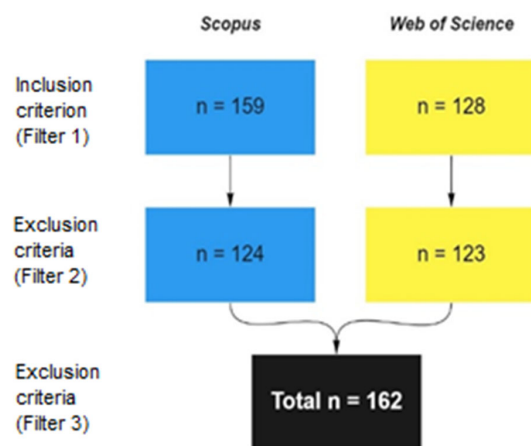 Scopus
Web of Science
Inclusion
criterion
(Filter 1)
n = 159
n = 128
Exclusion
criteria
(Filter 2)
n = 124
n = 123
Exclusion
criteria
(Filter 3)
Total n = 162